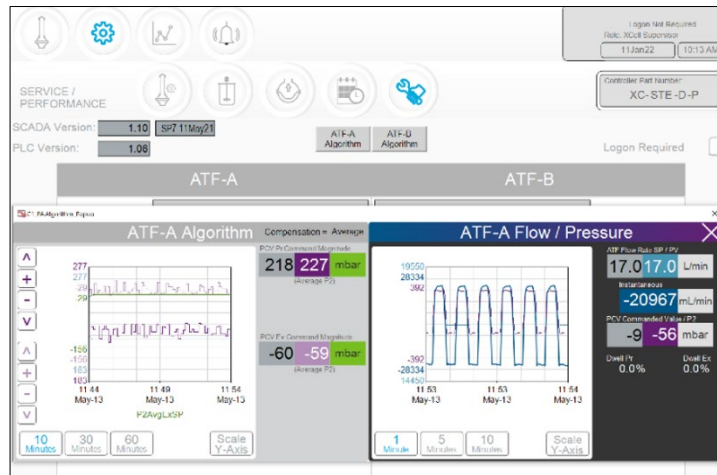 Logon Not Required
Role: XCell Supervisor
11Jan22 10:13 AM
SERVICE /
PERFORMANCE
Controller Part Number
XC-STE-D-P
SCADA Version: 1.10 SP7 11May21
PLC Version: 1.06
ATF-A Algorithm
ATF-B Algorithm
Logon Required
ATF-A ATF-B
ATF-A Algorithm Compensation = Average
PCV Pr Command Magnitude
218 227 mbar
(Average P2)
277
277
29
29
-156
-156
183
183
11:44 11:49 11:54
May-13 May-13 May-13
P2AvgExSP
PCV Ex Command Magnitude
-60 -59 mbar
(Average P2)
10 Minutes
30 Minutes
60 Minutes
Scale Y-Axis
ATF-A Flow / Pressure X
19550
28334
392
-392
-28334
14450
11:53 11:53 11:54
May-13 May-13 May-13
1 Minute
5 Minutes
10 Minutes
Scale Y-Axis
ATF Flow Rate SP / PV
17.0 17.0 L/min
Instantaneous
-20967 mL/min
PCV Commanded Value / P2
-9 -56 mbar
Dwell Pr Dwell Ex
0.0% 0.0%